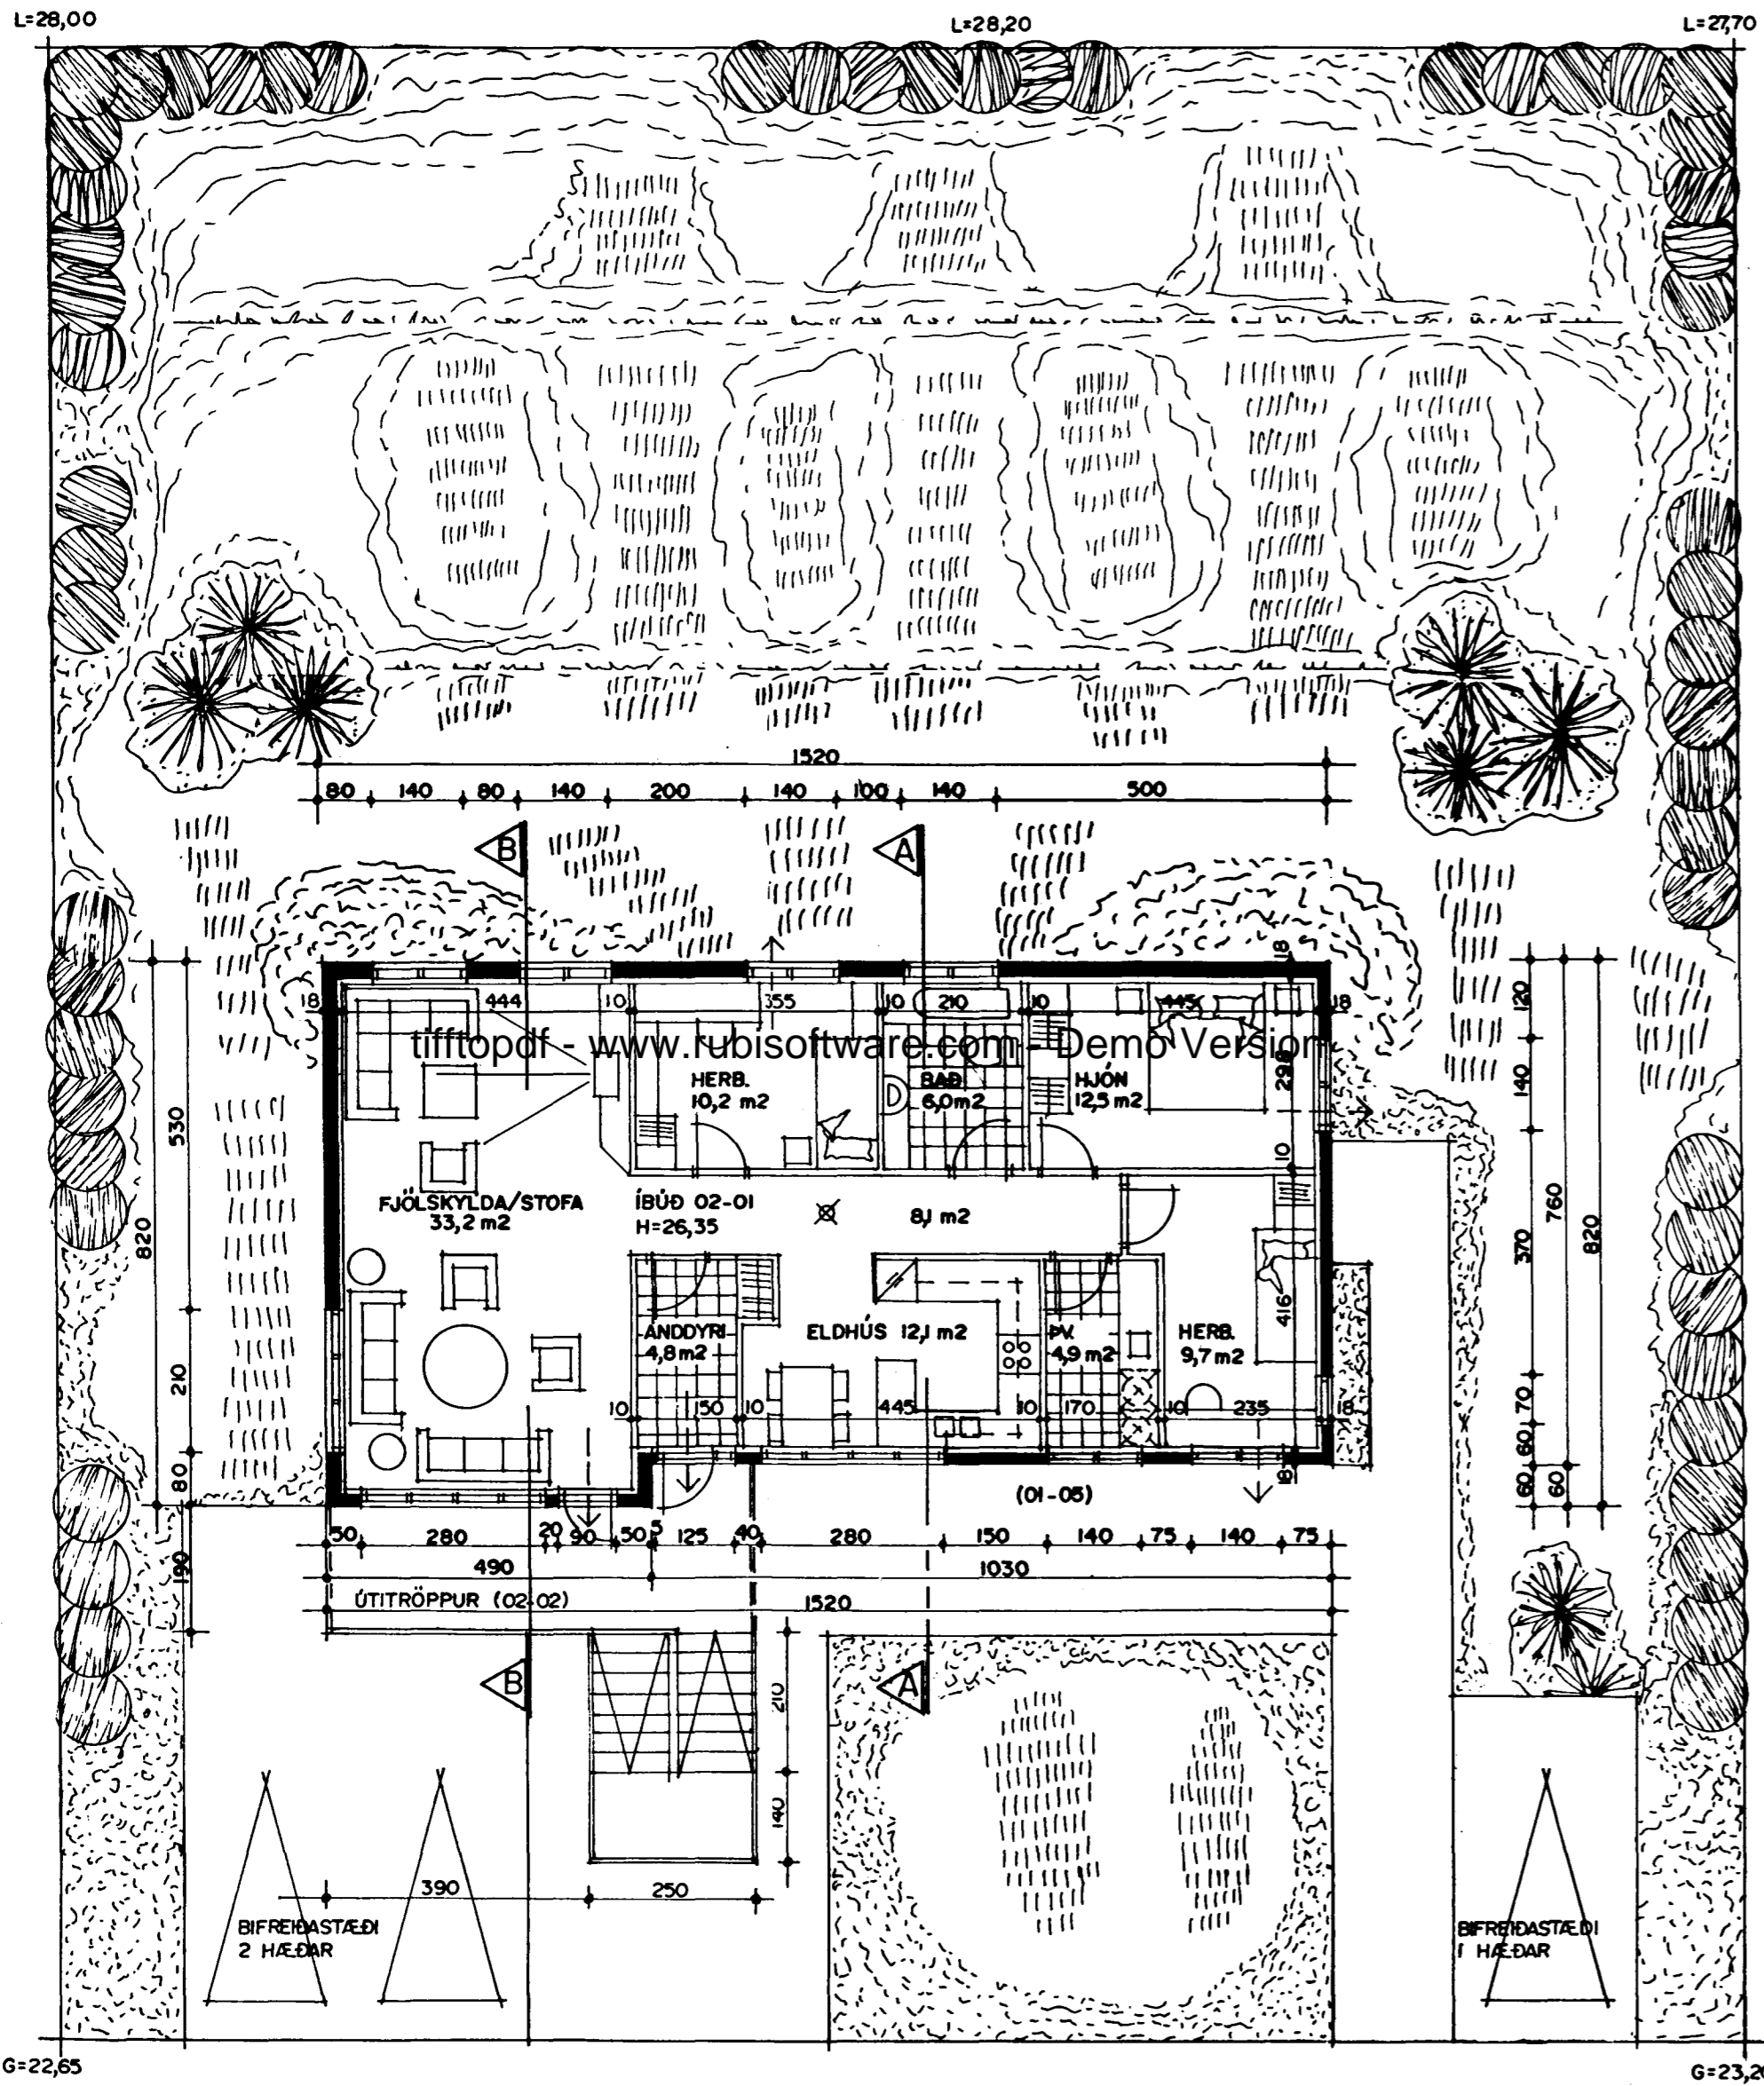 L=28,00
L=28,20
L=27,70
1520
80 140 80 140 200 140 100 140 500
B
A
18 444 10 355 10 210 10 445 18
18
tifftopdf - www.rubisoftware.com - Demo Version
HERB.
10,2 m2
BAÐ
6,0m2
HJÓN
12,5 m2
298
10
530
820
210
80
190
120
140
370
70
60
60
760
60
820
FJÖLSKYLDA/STOFA
33,2 m2
ÍBÚÐ 02-01
H=26,35
8,1 m2
ANDDYRI
4,8m2
ELDHÚS 12,1 m2
ÞV.
4,9 m2
HERB.
9,7 m2
416
10 150 10 445 10 170 10 235 18
18
(01-05)
50 280 20 90 50 5 125 40 280 150 140 75 140 75
490 1030
ÚTITRÖPPUR (02-02)
1520
B
A
210
140
390
250
BIFREIÐASTÆÐI
2 HÆÐAR
BIFREIÐASTÆÐI
1 HÆÐAR
G=22,65